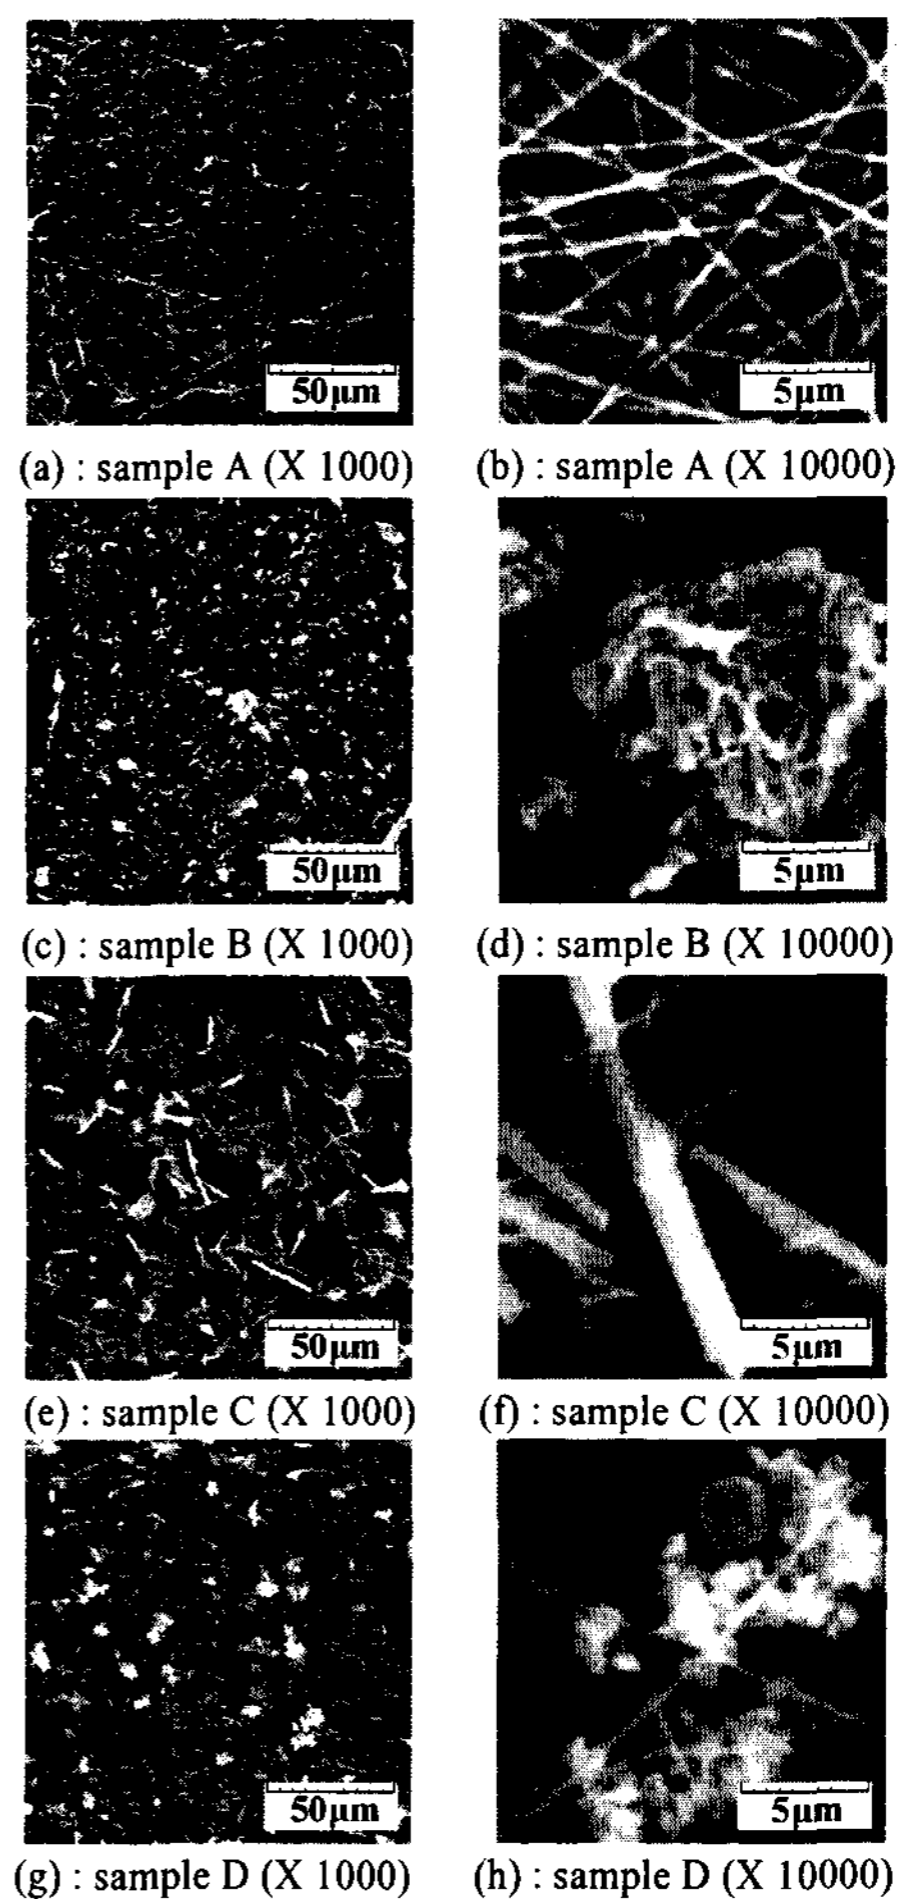 50μm
5μm
(a) : sample A (X 1000)
(b) : sample A (X 10000)
50μm
5μm
(c) : sample B (X 1000)
(d) : sample B (X 10000)
50μm
5μm
(e) : sample C (X 1000)
(f) : sample C (X 10000)
50μm
5μm
(g) : sample D (X 1000)
(h) : sample D (X 10000)